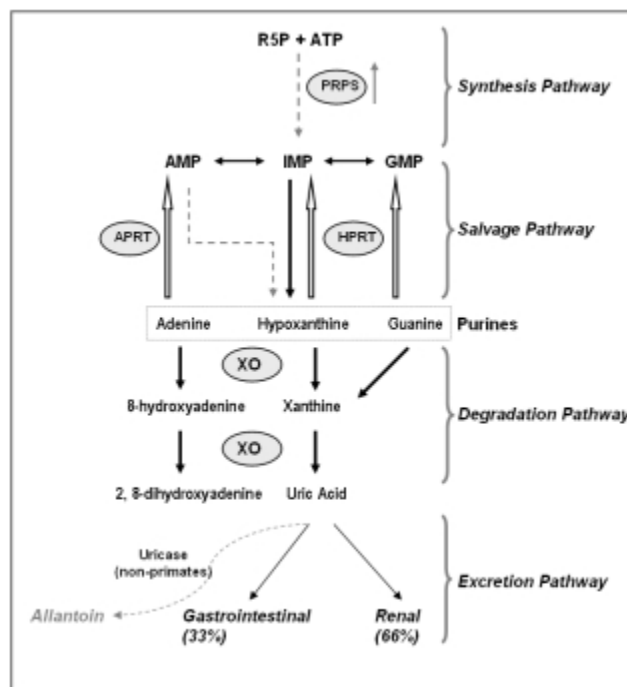 R5P + ATP
PRPS
Synthesis Pathway
AMP IMP GMP
APRT HPRT Salvage Pathway
Adenine Hypoxanthine Guanine Purines
XO
8-hydroxyadenine Xanthine Degradation Pathway
XO
2, 8-dihydroxyadenine Uric Acid
Uricase
(non-primates)
Excretion Pathway
Allantoin Gastrointestinal Renal
(33%) (66%)